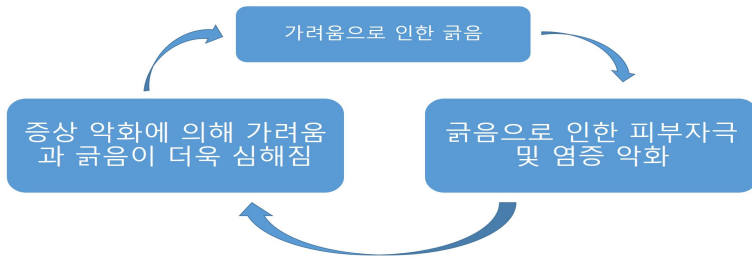 가려움으로 인한 긁음
증상 악화에 의해 가려움
과 긁음이 더욱 심해짐
긁음으로 인한 피부자극
및 염증 악화